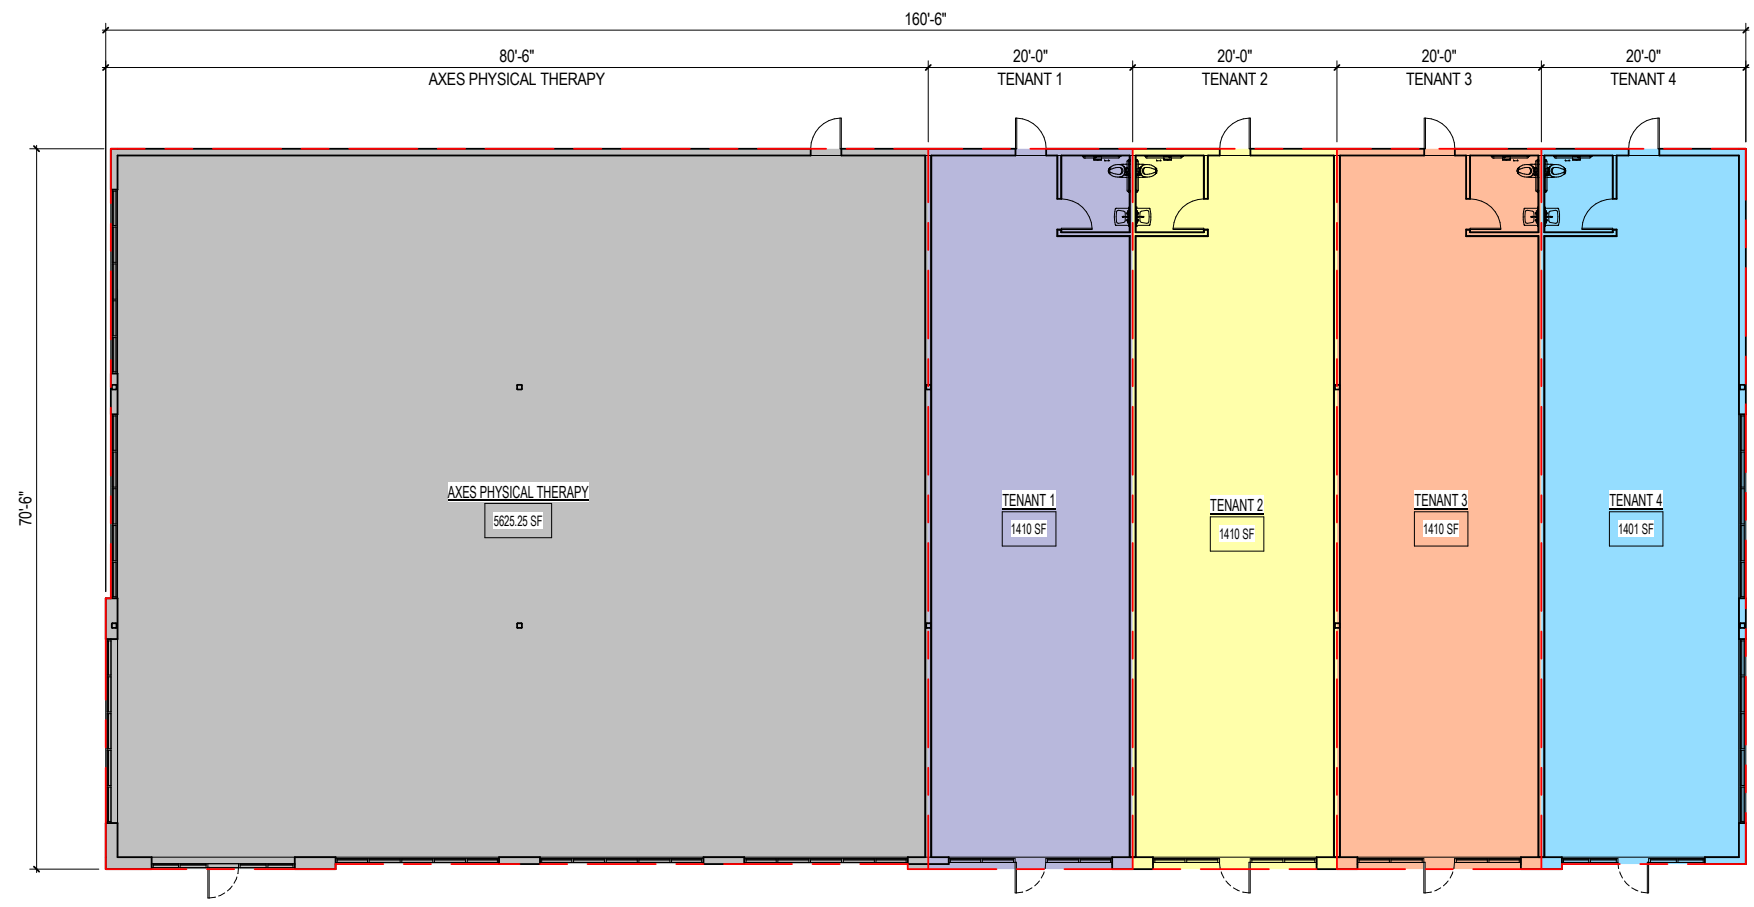 160'-6"
80'-6" 20'-0" 20'-0" 20'-0" 20'-0"
AXES PHYSICAL THERAPY TENANT 1 TENANT 2 TENANT 3 TENANT 4
70'-6"
AXES PHYSICAL THERAPY
5625.25 SF
TENANT 1
1410 SF
TENANT 2
1410 SF
TENANT 3
1410 SF
TENANT 4
1401 SF